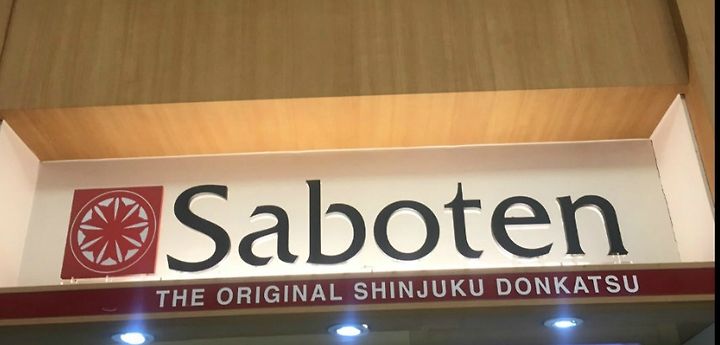 Saboten
THE ORIGINAL SHINJUKU DONKATSU